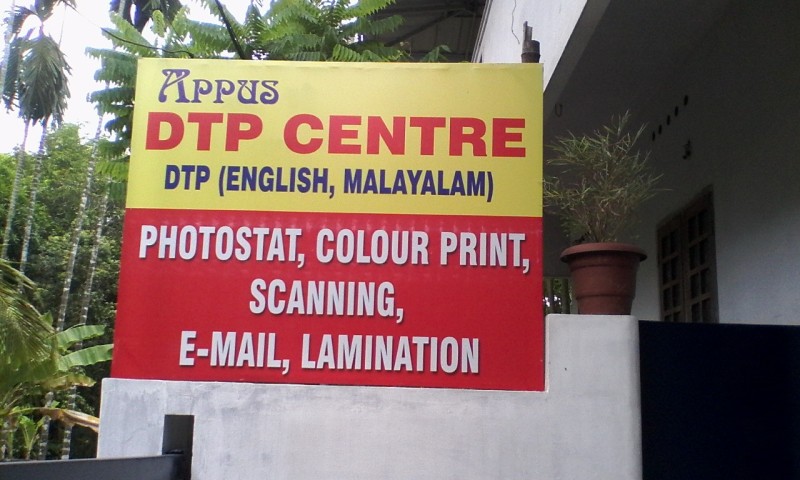 APPUS
DTP CENTRE
DTP (ENGLISH, MALAYALAM)
PHOTOSTAT, COLOUR PRINT,
SCANNING,
E-MAIL, LAMINATION